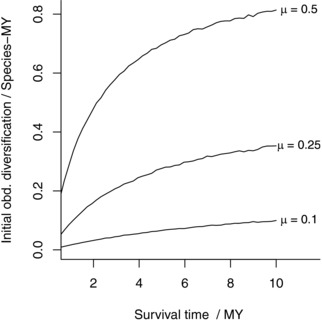 Initial obd. diversification / Species–MY
0.8
0.6
0.4
0.2
0.0
μ = 0.5
μ = 0.25
μ = 0.1
2 4 6 8 10
Survival time / MY